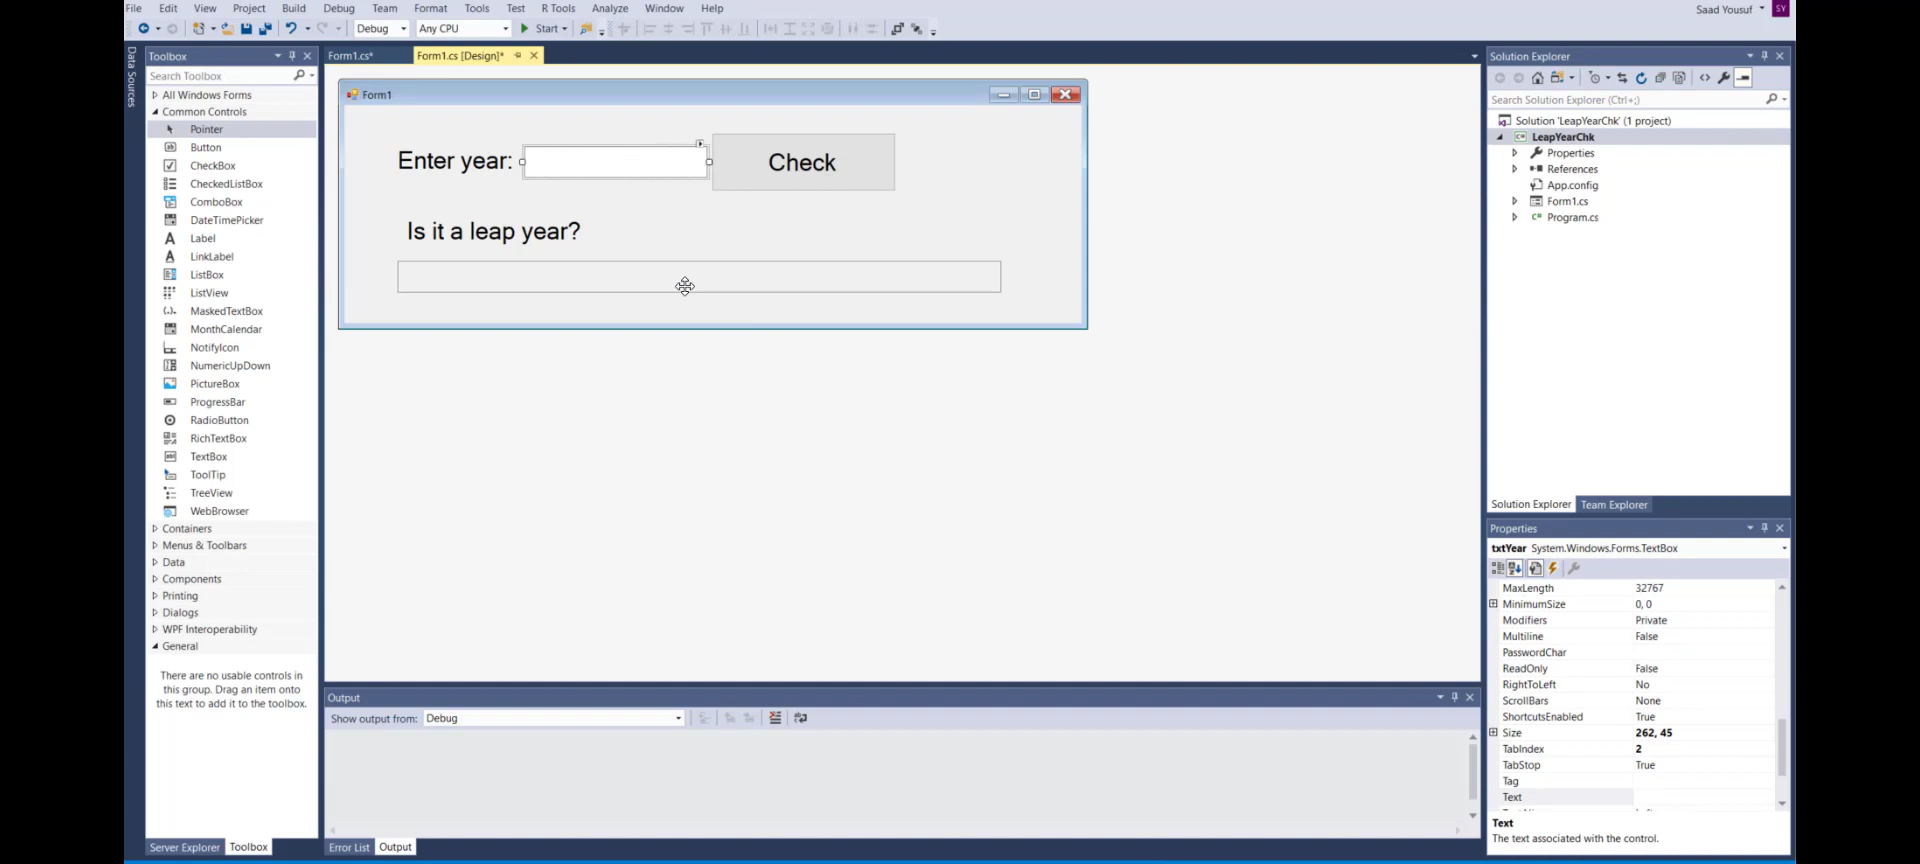 File Edit View Project Build Debug Team Format Tools Test R Tools Analyze Window Help
Saad Yousuf SY
Debug Any CPU Start
Data Sources
Toolbox
Search Toolbox
All Windows Forms
Common Controls
Pointer
Button
CheckBox
CheckedListBox
ComboBox
DateTimePicker
Label
LinkLabel
ListBox
ListView
MaskedTextBox
MonthCalendar
NotifyIcon
NumericUpDown
PictureBox
ProgressBar
RadioButton
RichTextBox
TextBox
ToolTip
TreeView
WebBrowser
Containers
Menus & Toolbars
Data
Components
Printing
Dialogs
WPF Interoperability
General
There are no usable controls in
this group. Drag an item onto
this text to add it to the toolbox.
Server Explorer Toolbox
Form1.cs* Form1.cs [Design]*
Form1
Enter year: Check
Is it a leap year?
Output
Show output from: Debug
Error List Output
Solution Explorer
Search Solution Explorer (Ctrl+;)
Solution 'LeapYearChk' (1 project)
LeapYearChk
Properties
References
App.config
Form1.cs
Program.cs
Solution Explorer Team Explorer
Properties
txtYear System.Windows.Forms.TextBox
MaxLength 32767
MinimumSize 0, 0
Modifiers Private
Multiline False
PasswordChar
ReadOnly False
RightToLeft No
ScrollBars None
ShortcutsEnabled True
Size 262, 45
TabIndex 2
TabStop True
Tag
Text
Text
The text associated with the control.